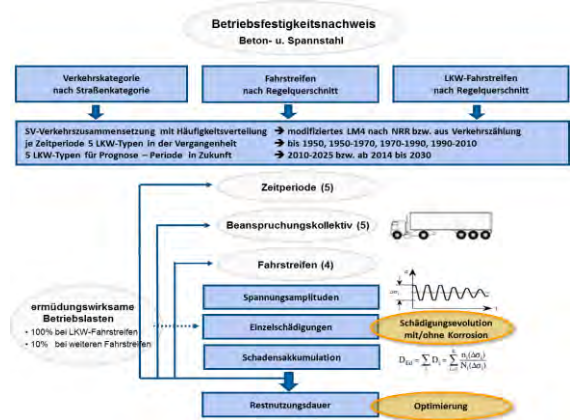 Betriebsfestigkeitsnachweis
Beton- u. Spannstahl
Verkehrskategorie
nach Straßenkategorie
Fahrstreifen
nach Regelquerschnitt
LKW-Fahrstreifen
nach Regelquerschnitt
SV-Verkehrszusammensetzung mit Häufigkeitsverteilung → modifiziertes LM4 nach NRR bzw. aus Verkehrszählung
je Zeitperiode 5 LKW-Typen in der Vergangenheit → bis 1950, 1950-1970, 1970-1990, 1990-2010
5 LKW-Typen für Prognose – Periode in Zukunft → 2010-2025 bzw. ab 2014 bis 2030
Zeitperiode (5)
Beanspruchungskollektiv (5)
Fahrstreifen (4)
ermüdungswirksame
Betriebslasten
• 100% bei LKW-Fahrstreifen
• 10% bei weiteren Fahrstreifen
Spannungsamplituden
Einzelschädigungen
Schädigungsevolution
mit/ohne Korrosion
Schadensakkumulation
Restnutzungsdauer
Optimierung